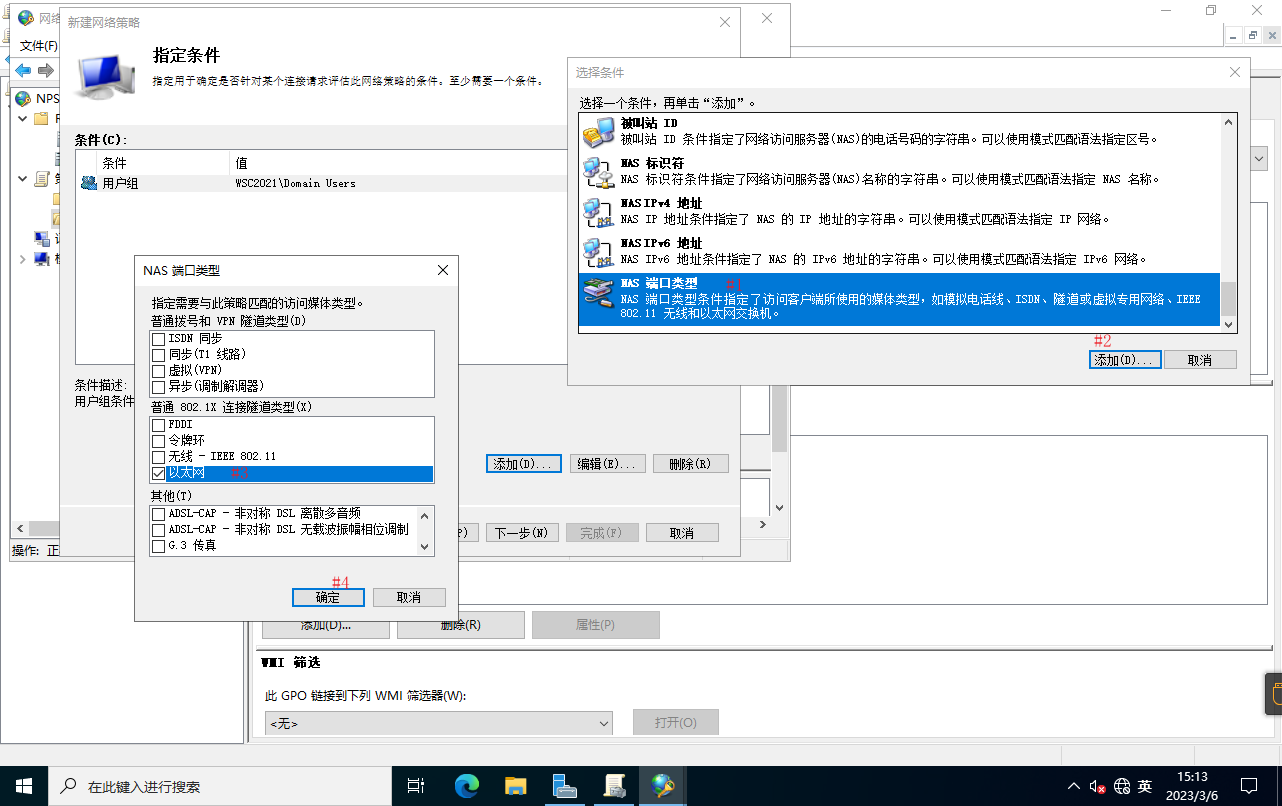 网络
新建网络策略
文件(F)
指定条件
指定用于确定是否针对某个连接请求评估此网络策略的条件。至少需要一个条件。
NPS
条件(C):
条件
值
用户组
WSC2021\Domain Users
选择条件
选择一个条件，再单击“添加”。
被叫站 ID
被叫站 ID 条件指定了网络访问服务器(NAS)的电话号码的字符串。可以使用模式匹配语法指定区号。
NAS 标识符
NAS 标识符条件指定了网络访问服务器(NAS)名称的字符串。可以使用模式匹配语法指定 NAS 名称。
NAS IPv4 地址
NAS IP 地址条件指定了 NAS 的 IP 地址的字符串。可以使用模式匹配语法指定 IP 网络。
NAS IPv6 地址
NAS IPv6 地址条件指定了 NAS 的 IPv6 地址的字符串。可以使用模式匹配语法指定 IPv6 网络。
NAS 端口类型
#1
NAS 端口类型条件指定了访问客户端所使用的媒体类型，如模拟电话线、ISDN、隧道或虚拟专用网络、IEEE
802.11 无线和以太网交换机。
#2
添加(D)...
取消
NAS 端口类型
指定需要与此策略匹配的访问媒体类型。
普通拨号和 VPN 隧道类型(D)
ISDN 同步
同步(T1 线路)
虚拟(VPN)
异步(调制解调器)
普通 802.1X 连接隧道类型(X)
FDDI
令牌环
无线 - IEEE 802.11
以太网
#3
其他(T)
ADSL-CAP - 非对称 DSL 离散多音频
ADSL-CAP - 非对称 DSL 无载波振幅相位调制
G.3 传真
#4
确定
取消
条件描述:
用户组条件
添加(D)...
编辑(E)...
删除(R)
P)
下一步(N)
完成(F)
取消
操作: 正
添加(D)...
删除(R)
属性(P)
WMI 筛选
此 GPO 链接到下列 WMI 筛选器(W):
<无>
打开(O)
在此键入进行搜索
英
15:13
2023/3/6